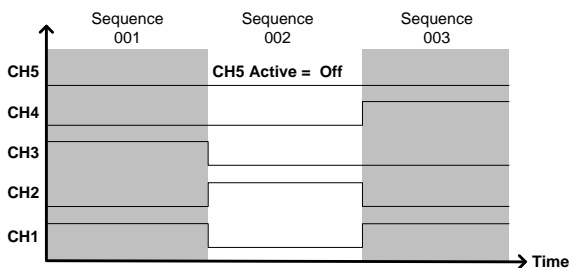 Sequence
001
Sequence
002
Sequence
003
CH5
CH5 Active = Off
CH4
CH3
CH2
CH1
Time